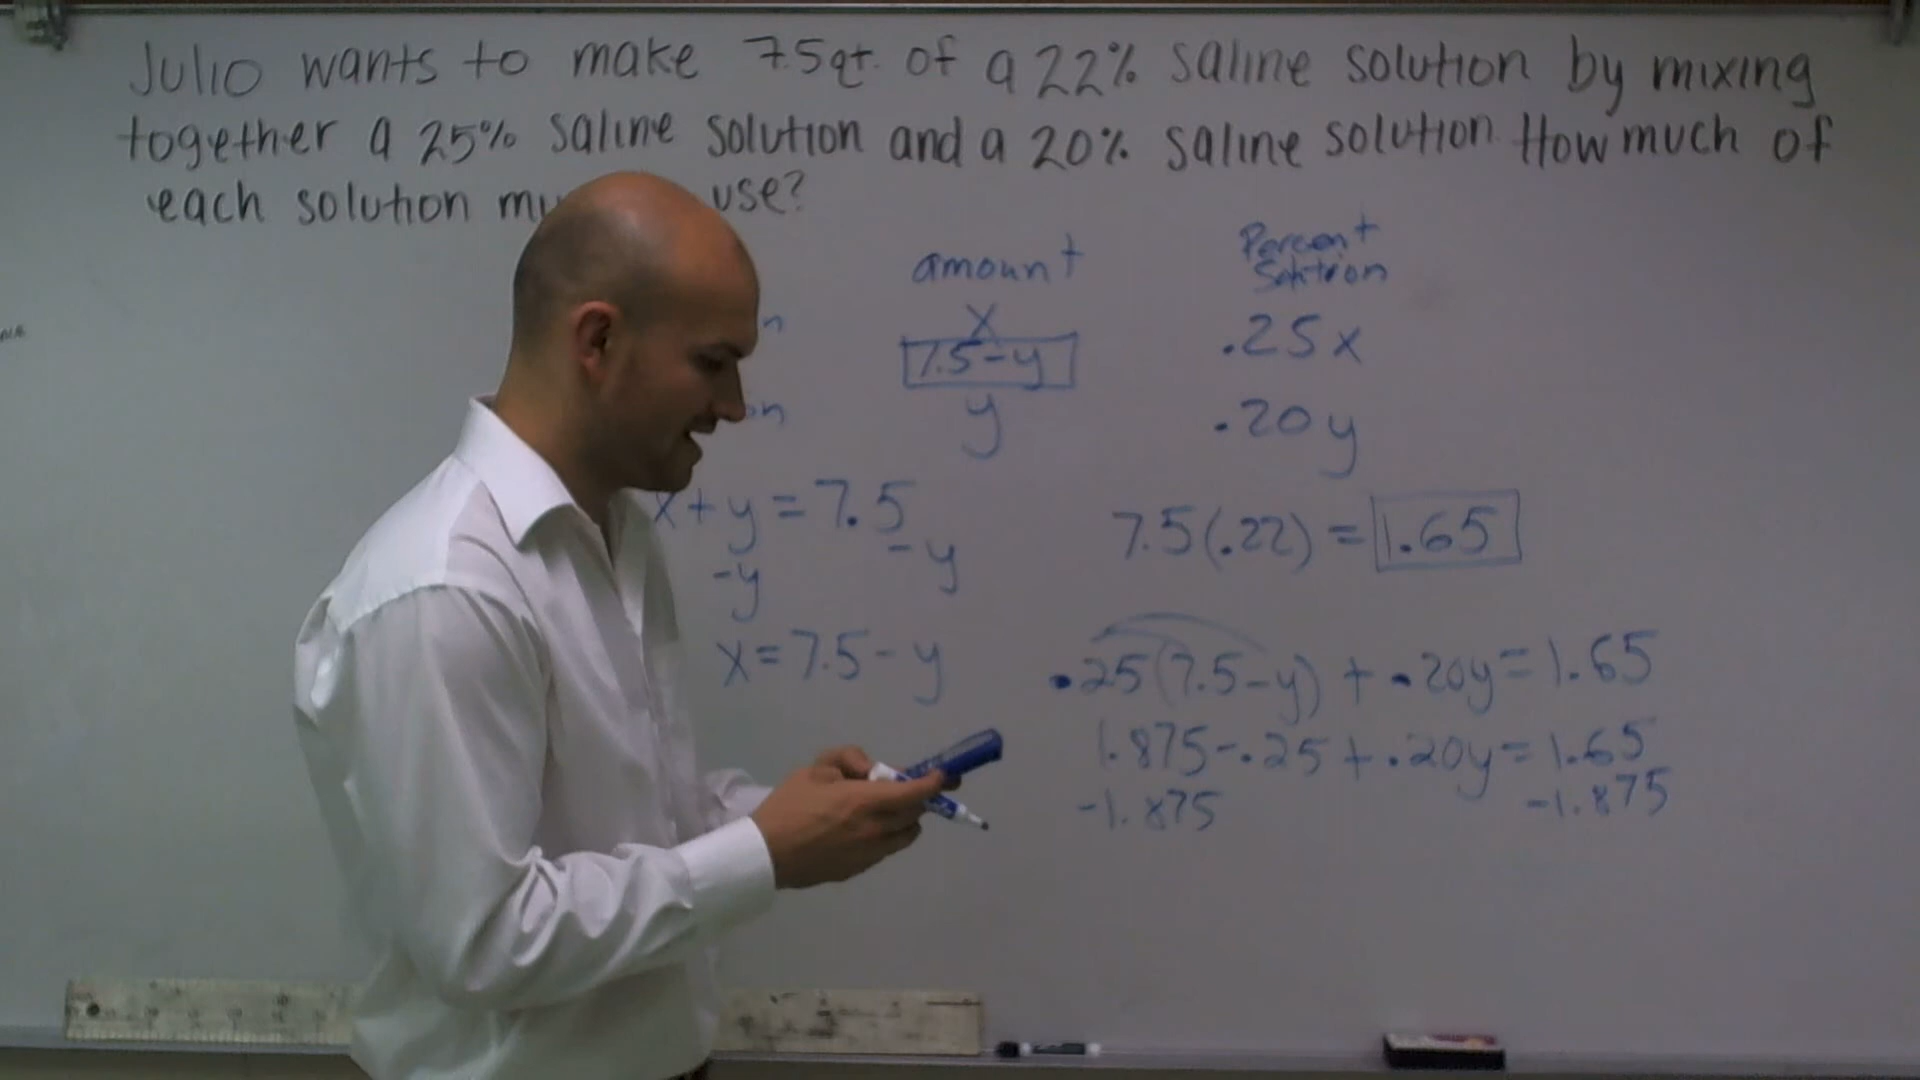 Julio wants to make 7.5qt. of a 22% saline solution by mixing
together a 25% saline solution and a 20% saline solution. How much of
each solution use?
amount
Percent
Solution
x
.25x
7.5-y
y
.20y
x+y=7.5
-y
-y
7.5(.22)=1.65
x=7.5-y
.25(7.5-y)+.20y=1.65
1.875-.25+.20y=1.65
-1.875
-1.875